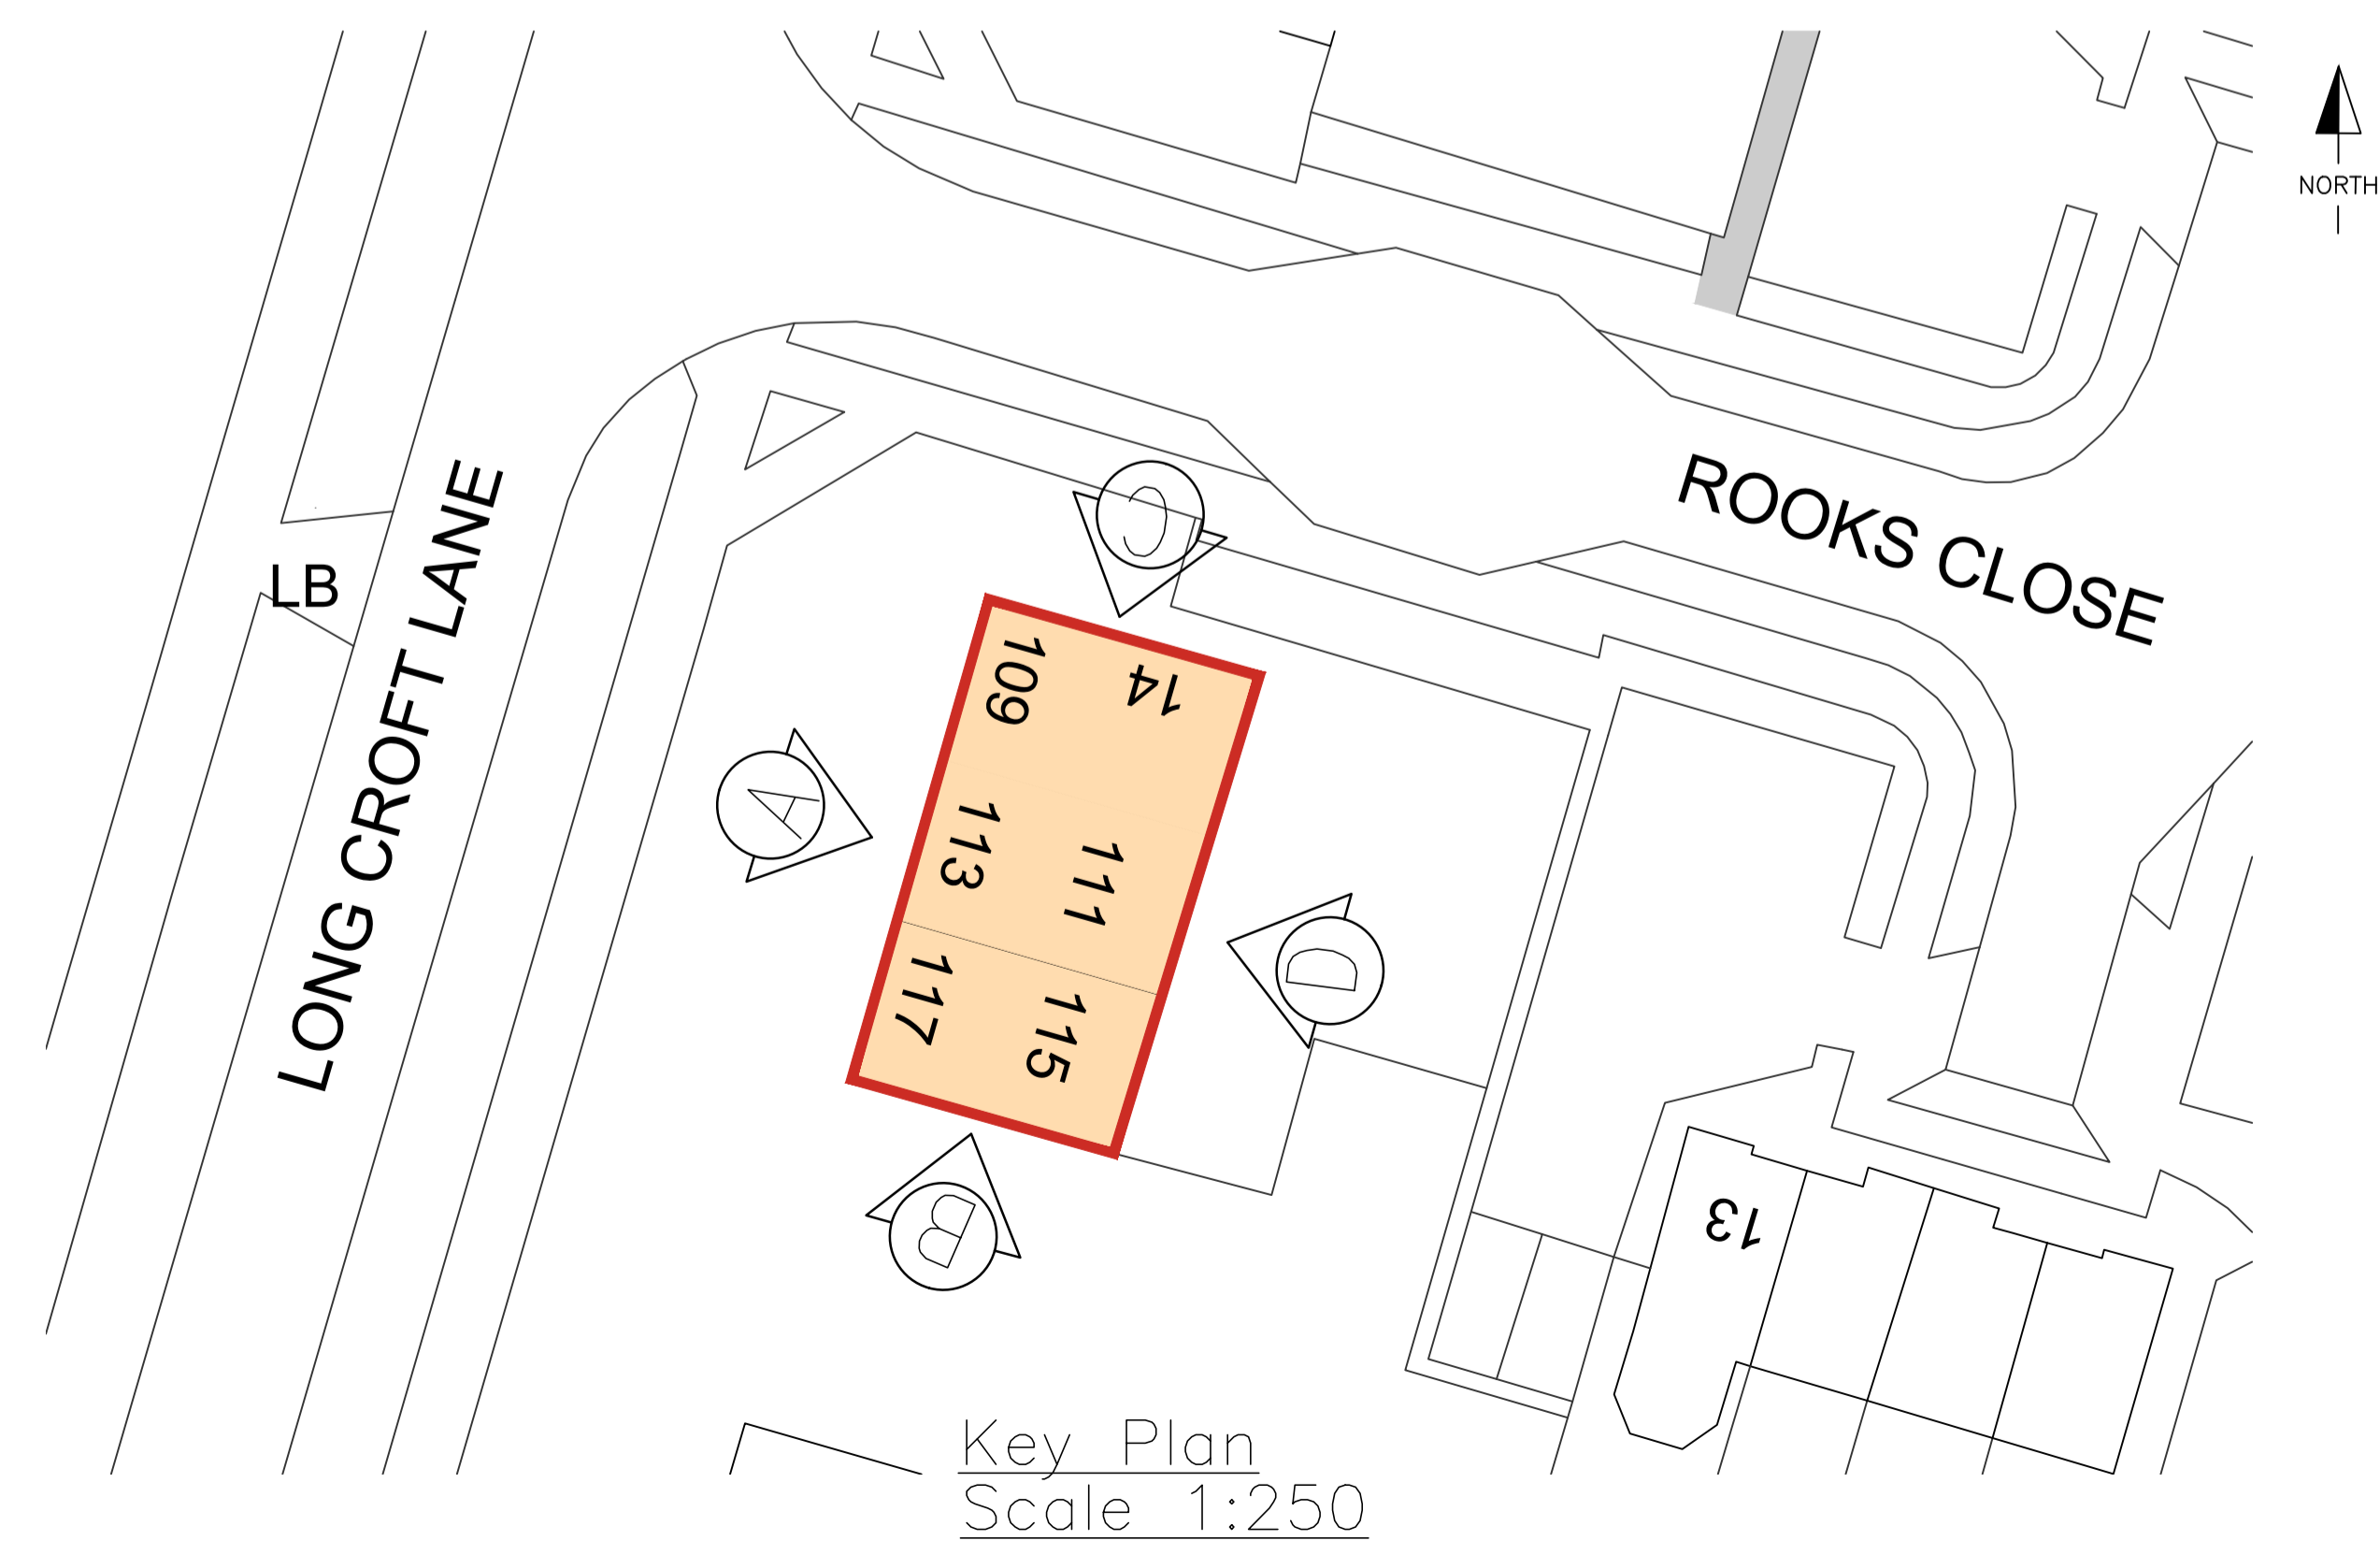 NORTH
ROOKS CLOSE
LB
LONG CROFT LANE
C
109
14
A
113
111
D
117
115
B
13
Key Plan
Scale 1:250